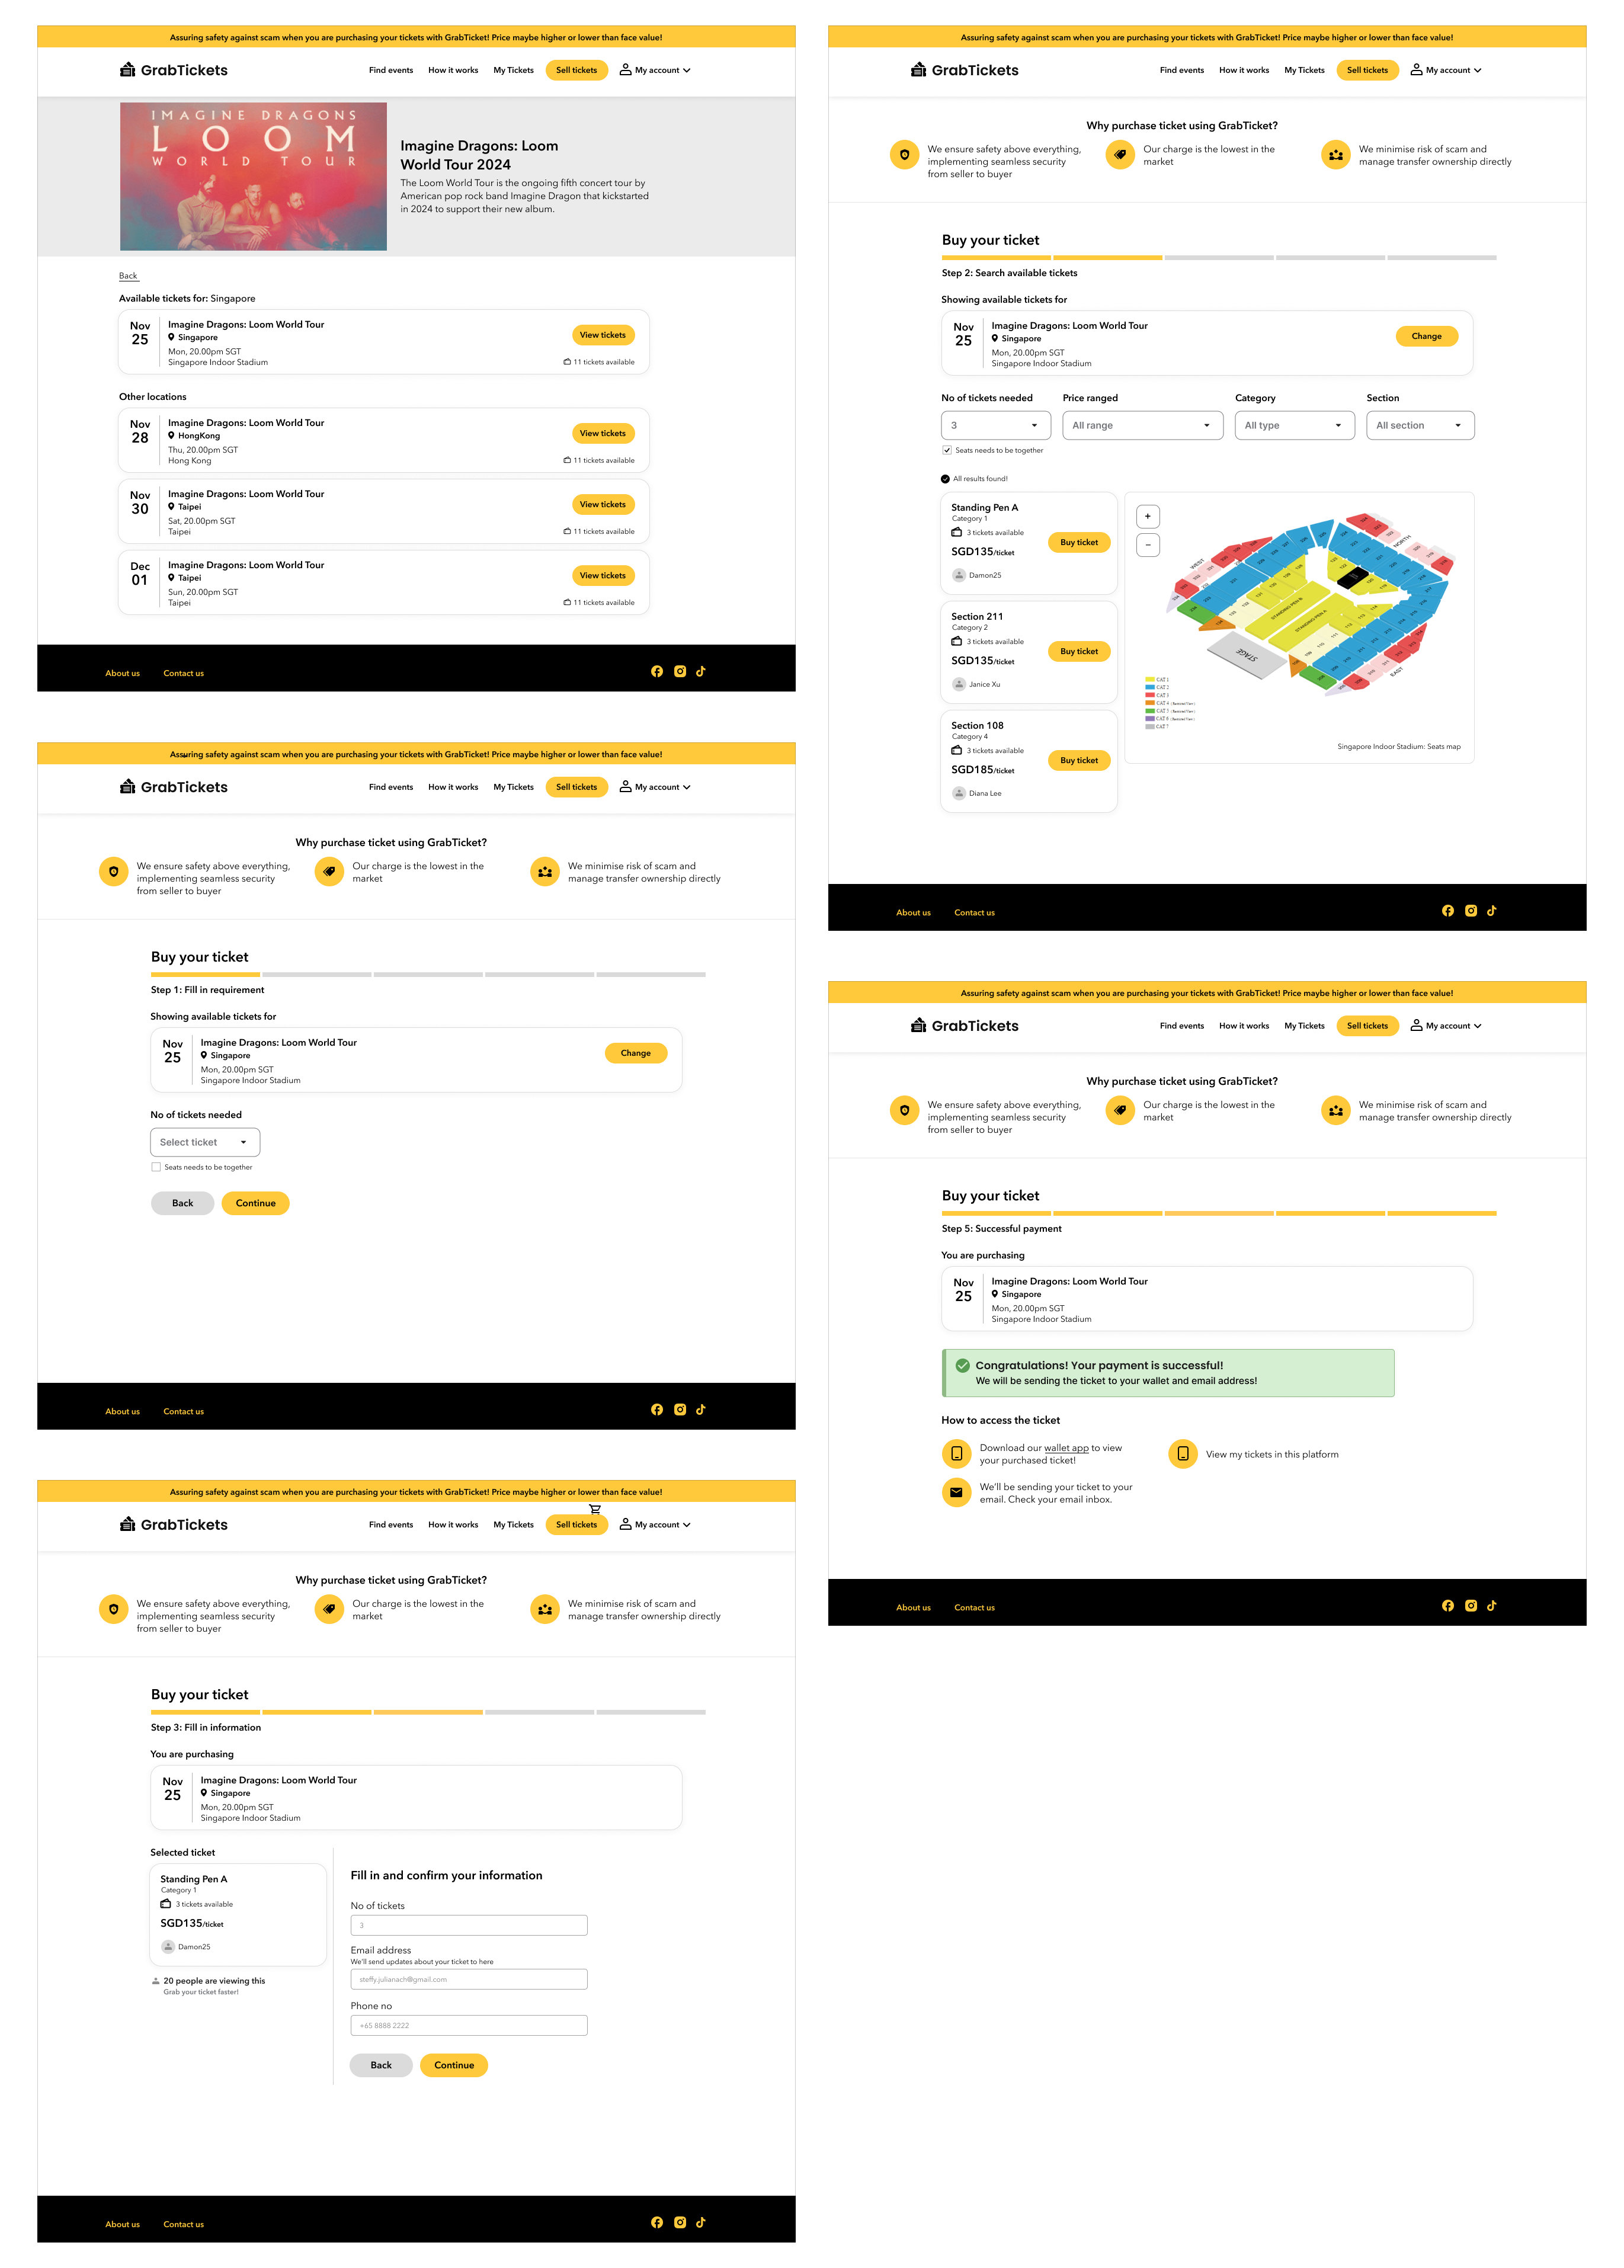 Assuring safety against scam when you are purchasing your tickets with GrabTicket! Price maybe higher or lower than face value!
GrabTickets
Find events
How it works
My Tickets
Sell tickets
My account
IMAGINE DRAGONS
LOOM
WORLD TOUR
Imagine Dragons: Loom
World Tour 2024
The Loom World Tour is the ongoing fifth concert tour by
American pop rock band Imagine Dragon that kickstarted
in 2024 to support their new album.
Back
Available tickets for: Singapore
Nov
25
Imagine Dragons: Loom World Tour
Singapore
Mon, 20.00pm SGT
Singapore Indoor Stadium
View tickets
11 tickets available
Other locations
Nov
28
Imagine Dragons: Loom World Tour
HongKong
Thu, 20.00pm SGT
Hong Kong
View tickets
11 tickets available
Nov
30
Imagine Dragons: Loom World Tour
Taipei
Sat, 20.00pm SGT
Taipei
View tickets
11 tickets available
Dec
01
Imagine Dragons: Loom World Tour
Taipei
Sun, 20.00pm SGT
Taipei
View tickets
11 tickets available
About us
Contact us
Assuring safety against scam when you are purchasing your tickets with GrabTicket! Price maybe higher or lower than face value!
GrabTickets
Find events
How it works
My Tickets
Sell tickets
My account
Why purchase ticket using GrabTicket?
We ensure safety above everything,
implementing seamless security
from seller to buyer
Our charge is the lowest in the
market
We minimise risk of scam and
manage transfer ownership directly
Buy your ticket
Step 1: Fill in requirement
Showing available tickets for
Nov
25
Imagine Dragons: Loom World Tour
Singapore
Mon, 20.00pm SGT
Singapore Indoor Stadium
Change
No of tickets needed
Select ticket
Seats needs to be together
Back
Continue
About us
Contact us
Assuring safety against scam when you are purchasing your tickets with GrabTicket! Price maybe higher or lower than face value!
GrabTickets
Find events
How it works
My Tickets
Sell tickets
My account
Why purchase ticket using GrabTicket?
We ensure safety above everything,
implementing seamless security
from seller to buyer
Our charge is the lowest in the
market
We minimise risk of scam and
manage transfer ownership directly
Buy your ticket
Step 3: Fill in information
You are purchasing
Nov
25
Imagine Dragons: Loom World Tour
Singapore
Mon, 20.00pm SGT
Singapore Indoor Stadium
Selected ticket
Standing Pen A
Category 1
3 tickets available
SGD135/ticket
Damon25
20 people are viewing this
Grab your ticket faster!
Fill in and confirm your information
No of tickets
3
Email address
We'll send updates about your ticket to here
steffy.julianach@gmail.com
Phone no
+65 8888 2222
Back
Continue
About us
Contact us
Assuring safety against scam when you are purchasing your tickets with GrabTicket! Price maybe higher or lower than face value!
GrabTickets
Find events
How it works
My Tickets
Sell tickets
My account
Why purchase ticket using GrabTicket?
We ensure safety above everything,
implementing seamless security
from seller to buyer
Our charge is the lowest in the
market
We minimise risk of scam and
manage transfer ownership directly
Buy your ticket
Step 2: Search available tickets
Showing available tickets for
Nov
25
Imagine Dragons: Loom World Tour
Singapore
Mon, 20.00pm SGT
Singapore Indoor Stadium
Change
No of tickets needed
Price ranged
Category
Section
3
All range
All type
All section
Seats needs to be together
All results found!
Standing Pen A
Category 1
3 tickets available
SGD135/ticket
Damon25
Buy ticket
Section 211
Category 2
3 tickets available
SGD135/ticket
Janice Xu
Buy ticket
Section 108
Category 4
3 tickets available
SGD185/ticket
Diana Lee
Buy ticket
+
−
WEST
NORTH
STANDING PEN B
STANDING PEN A
STAGE
EAST
CAT 1
CAT 2
CAT 3
CAT 4
CAT 5
CAT 6
CAT 7
Singapore Indoor Stadium: Seats map
About us
Contact us
Assuring safety against scam when you are purchasing your tickets with GrabTicket! Price maybe higher or lower than face value!
GrabTickets
Find events
How it works
My Tickets
Sell tickets
My account
Why purchase ticket using GrabTicket?
We ensure safety above everything,
implementing seamless security
from seller to buyer
Our charge is the lowest in the
market
We minimise risk of scam and
manage transfer ownership directly
Buy your ticket
Step 5: Successful payment
You are purchasing
Nov
25
Imagine Dragons: Loom World Tour
Singapore
Mon, 20.00pm SGT
Singapore Indoor Stadium
Congratulations! Your payment is successful!
We will be sending the ticket to your wallet and email address!
How to access the ticket
Download our wallet app to view
your purchased ticket!
View my tickets in this platform
We'll be sending your ticket to your
email. Check your email inbox.
About us
Contact us